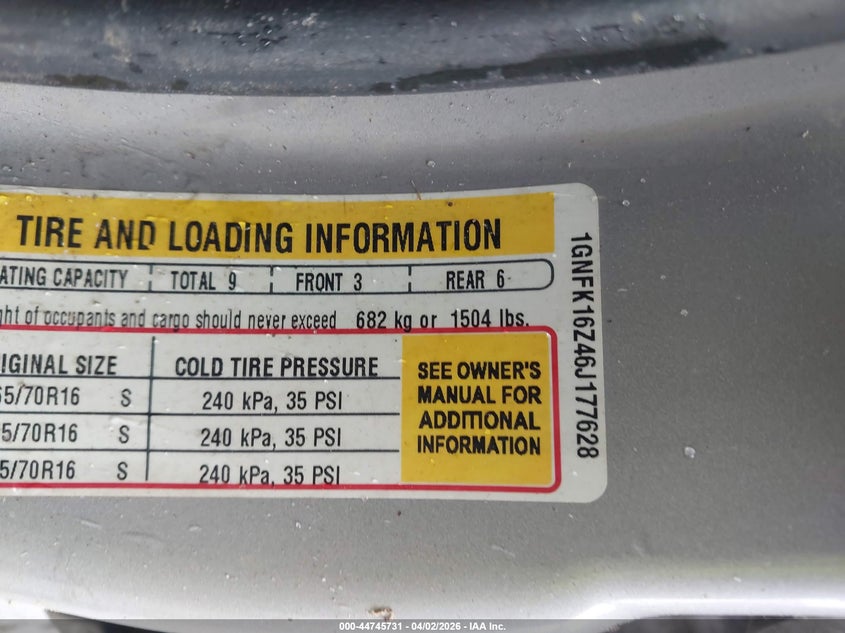 TIRE AND LOADING INFORMATION
ATING CAPACITY TOTAL 9 FRONT 3 REAR 6
ght of occupants and cargo should never exceed 682 kg or 1504 lbs.
IGINAL SIZE COLD TIRE PRESSURE
65/70R16 S 240 kPa, 35 PSI
5/70R16 S 240 kPa, 35 PSI
5/70R16 S 240 kPa, 35 PSI
SEE OWNER'S
MANUAL FOR
ADDITIONAL
INFORMATION
1GNFK16Z46J177628
000-44745731 - 04/02/2026 - IAA Inc.